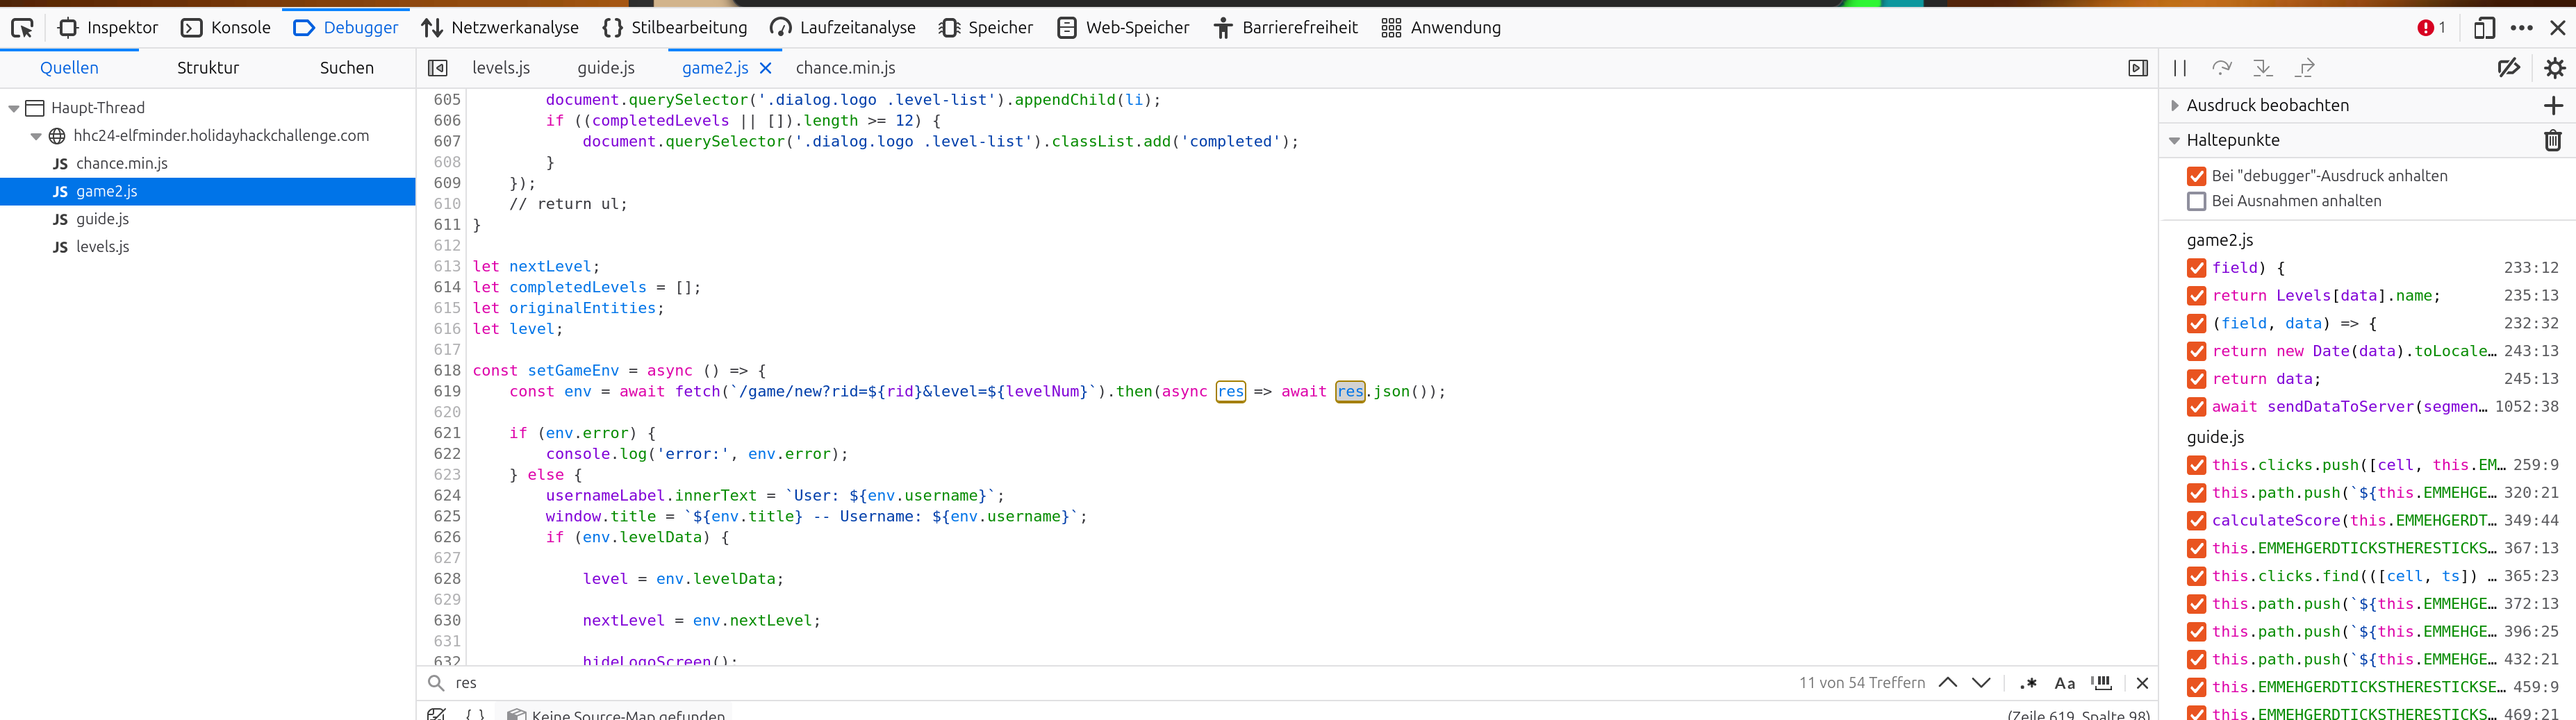 Inspektor Konsole Debugger Netzwerkanalyse Stilbearbeitung Laufzeitanalyse Speicher Web-Speicher Barrierefreiheit Anwendung 1
Quellen Struktur Suchen
Haupt-Thread
hhc24-elfminder.holidayhackchallenge.com
JS chance.min.js
JS game2.js
JS guide.js
JS levels.js
levels.js guide.js game2.js chance.min.js
605 document.querySelector('.dialog.logo .level-list').appendChild(li);
606 if ((completedLevels || []).length >= 12) {
607 document.querySelector('.dialog.logo .level-list').classList.add('completed');
608 }
609 });
610 // return ul;
611 }
612
613 let nextLevel;
614 let completedLevels = [];
615 let originalEntities;
616 let level;
617
618 const setGameEnv = async () => {
619 const env = await fetch(`/game/new?rid=${rid}&level=${levelNum}`).then(async res => await res.json());
620
621 if (env.error) {
622 console.log('error:', env.error);
623 } else {
624 usernameLabel.innerText = `User: ${env.username}`;
625 window.title = `${env.title} -- Username: ${env.username}`;
626 if (env.levelData) {
627
628 level = env.levelData;
629
630 nextLevel = env.nextLevel;
631
632 hideLogoScreen();
res 11 von 54 Treffern .* Aa
{ } Keine Source-Map gefunden (Zeile 619, Spalte 98)
Ausdruck beobachten
Haltepunkte
Bei "debugger"-Ausdruck anhalten
Bei Ausnahmen anhalten
game2.js
field) { 233:12
return Levels[data].name; 235:13
(field, data) => { 232:32
return new Date(data).toLocale… 243:13
return data; 245:13
await sendDataToServer(segmen… 1052:38
guide.js
this.clicks.push([cell, this.EM… 259:9
this.path.push(`${this.EMMEHGE… 320:21
calculateScore(this.EMMEHGERDT… 349:44
this.EMMEHGERDTICKSTHERESTICKS… 367:13
this.clicks.find(([cell, ts]) … 365:23
this.path.push(`${this.EMMEHGE… 372:13
this.path.push(`${this.EMMEHGE… 396:25
this.path.push(`${this.EMMEHGE… 432:21
this.EMMEHGERDTICKSTHERESTICKSE… 459:9
this.EMMEHGERDTICKSTHERESTICKS… 469:21